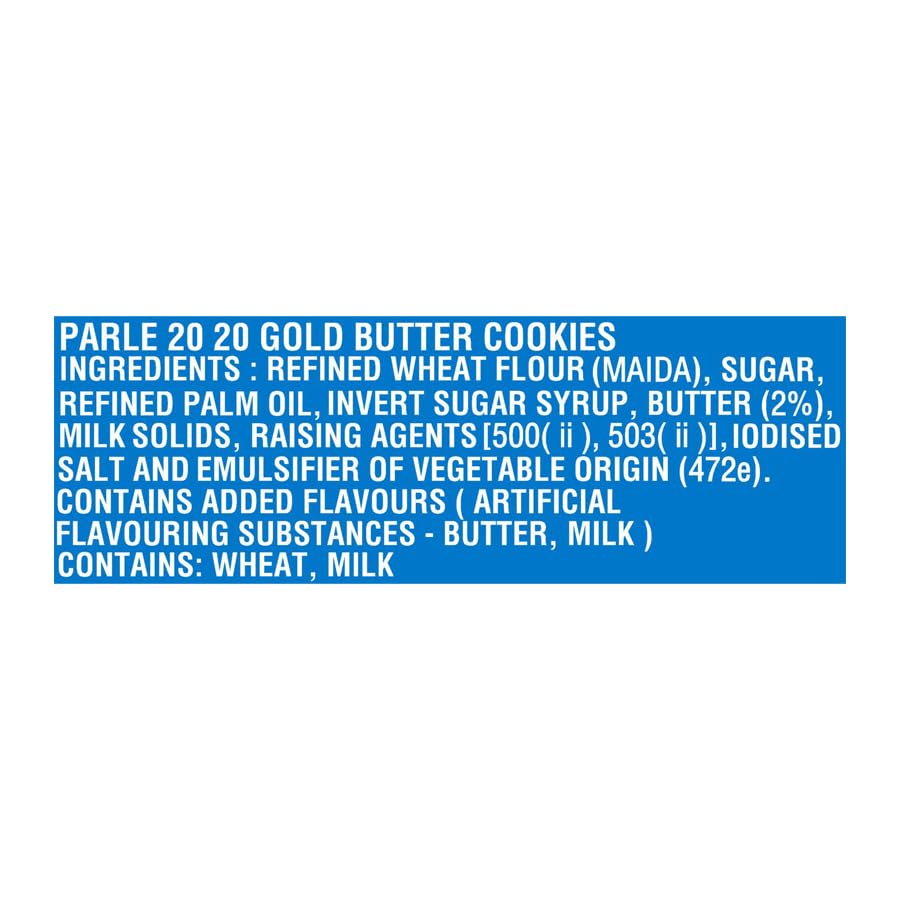 PARLE 20 20 GOLD BUTTER COOKIES
INGREDIENTS : REFINED WHEAT FLOUR (MAIDA), SUGAR,
REFINED PALM OIL, INVERT SUGAR SYRUP, BUTTER (2%),
MILK SOLIDS, RAISING AGENTS [500( ii ), 503( ii )], IODISED
SALT AND EMULSIFIER OF VEGETABLE ORIGIN (472e).
CONTAINS ADDED FLAVOURS ( ARTIFICIAL
FLAVOURING SUBSTANCES - BUTTER, MILK )
CONTAINS: WHEAT, MILK